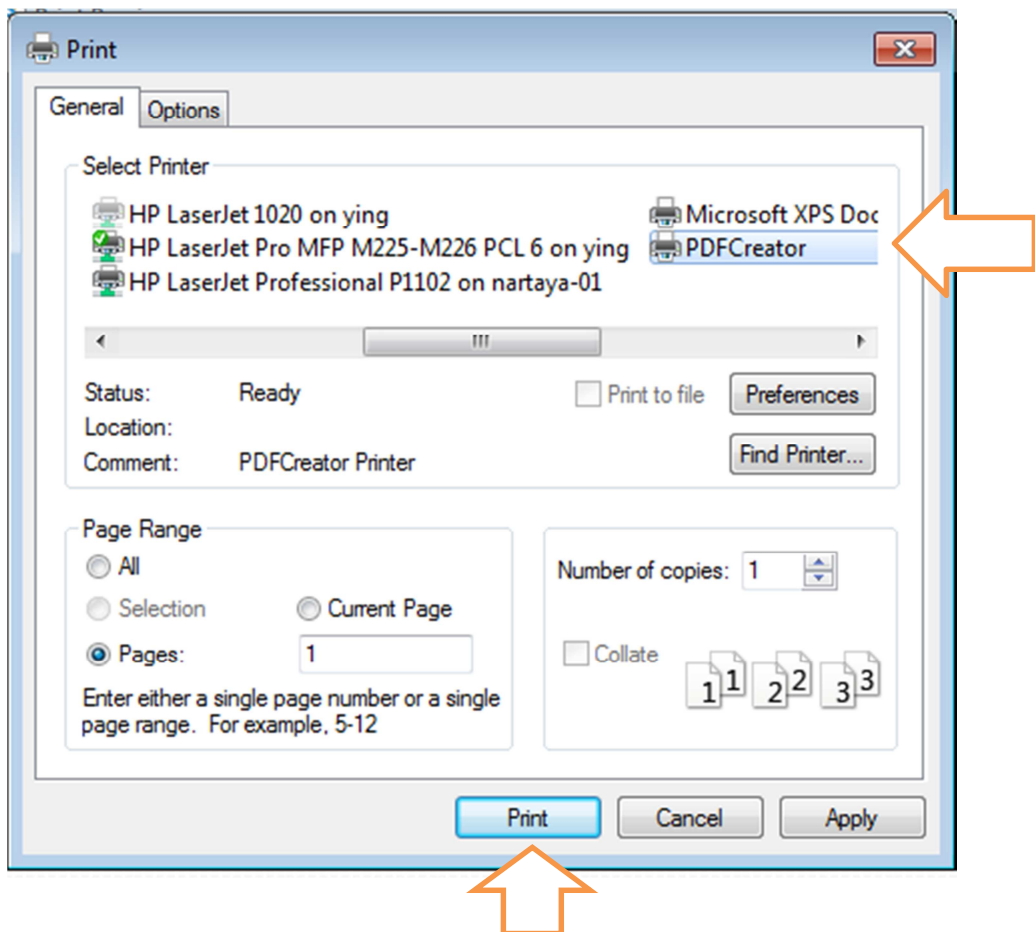 Print
General Options
Select Printer
HP LaserJet 1020 on ying
Microsoft XPS Doc
HP LaserJet Pro MFP M225-M226 PCL 6 on ying
PDFCreator
HP LaserJet Professional P1102 on nartaya-01
Status: Ready
Print to file
Preferences
Location:
Comment: PDFCreator Printer
Find Printer...
Page Range
All
Selection
Current Page
Pages: 1
Enter either a single page number or a single
page range. For example, 5-12
Number of copies: 1
Collate
1 1 2 2 3 3
Print Cancel Apply